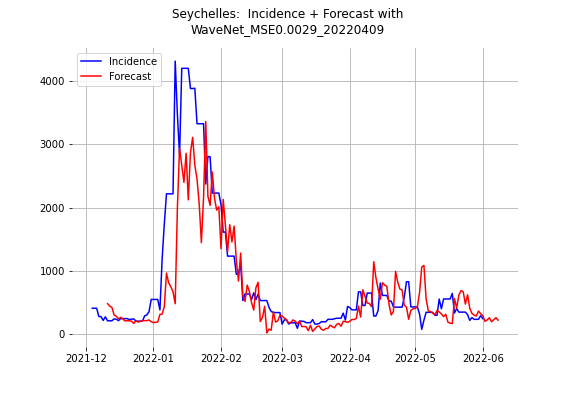 Seychelles:  Incidence + Forecast with
WaveNet_MSE0.0029_20220409
Incidence
Forecast
4000
3000
2000
1000
0
2021-12 2022-01 2022-02 2022-03 2022-04 2022-05 2022-06